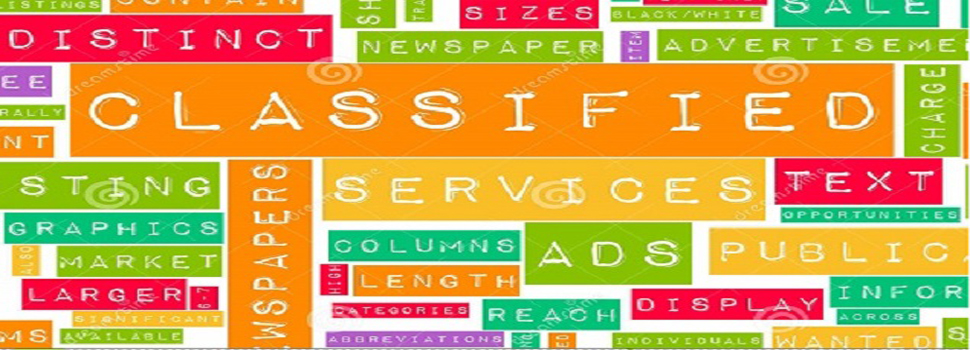 LISTINGS
CONTAIN
SH
TRA
SIZES
BLACK/WHITE
SALE
DISTINCT
NEWSPAPER
ITEM
ADVERTISEME
EE
CLASSIFIED
CHARGE
RALLY
NT
STING
WSPAPERS
SERVICES
TEXT
OPPORTUNITIES
GRAPHICS
COLUMNS
ADS
PUBLIC
ALSO
MARKET
HIGH
LENGTH
LARGER
6-7
CATEGORIES
REACH
DISPLAY
INFOR
ACROSS
SIGNIFICANT
MS
AVAILABLE
ABBREVIATIONS
INDIVIDUALS
WANTED
S
dreamstime